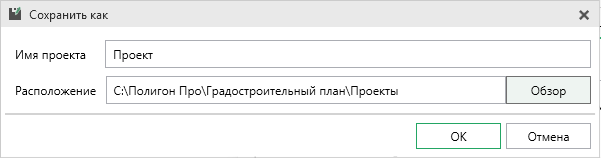 Сохранить как
Имя проекта Проект
Расположение C:\Полигон Про\Градостроительный план\Проекты Обзор
ОК Отмена